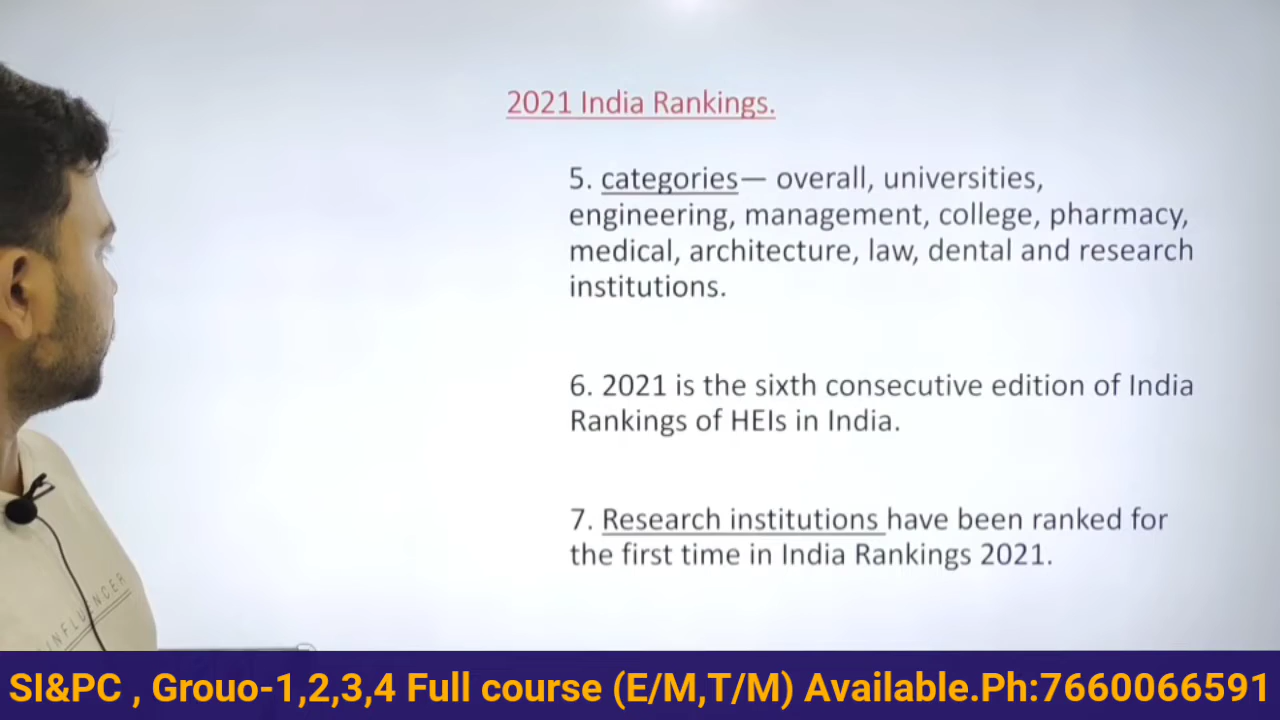 2021 India Rankings.
5. categories— overall, universities,
engineering, management, college, pharmacy,
medical, architecture, law, dental and research
institutions.
6. 2021 is the sixth consecutive edition of India
Rankings of HEIs in India.
7. Research institutions have been ranked for
the first time in India Rankings 2021.
INFLUENCER
SI&PC , Grouo-1,2,3,4 Full course (E/M,T/M) Available.Ph:7660066591